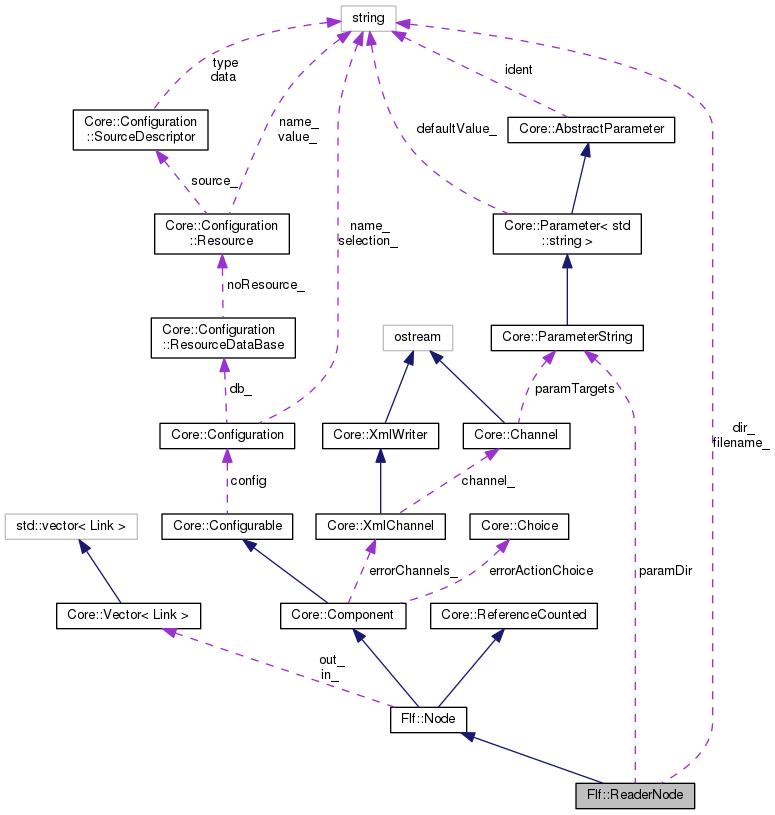 string
type
data
ident
Core::Configuration
::SourceDescriptor
name_
value_
defaultValue_
Core::AbstractParameter
source_
Core::Configuration
::Resource
name_
selection_
Core::Parameter< std
::string >
noResource_
Core::Configuration
::ResourceDataBase
ostream
Core::ParameterString
db_
paramTargets
Core::Configuration
Core::XmlWriter
Core::Channel
dir_
filename_
config
channel_
std::vector< Link >
Core::Configurable
Core::XmlChannel
Core::Choice
errorChannels_
errorActionChoice
paramDir
Core::Vector< Link >
Core::Component
Core::ReferenceCounted
out_
in_
Flf::Node
Flf::ReaderNode